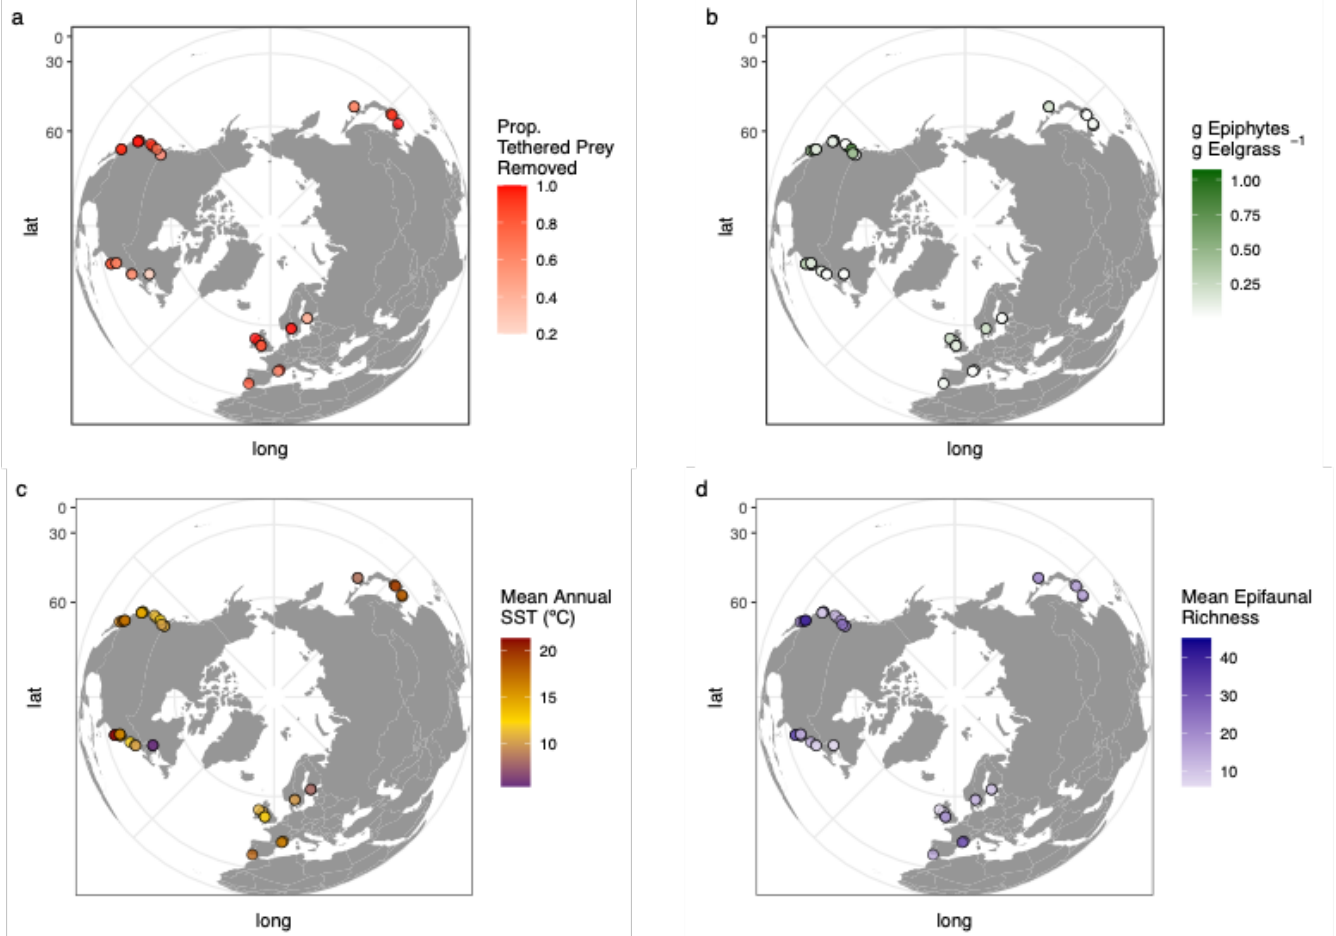 a
0
30
60
lat
long
Prop.
Tethered Prey
Removed
1.0
0.8
0.6
0.4
0.2
b
0
30
60
lat
long
g Epiphytes
g Eelgrass ⁻¹
1.00
0.75
0.50
0.25
c
0
30
60
lat
long
Mean Annual
SST (°C)
20
15
10
d
0
30
60
lat
long
Mean Epifaunal
Richness
40
30
20
10